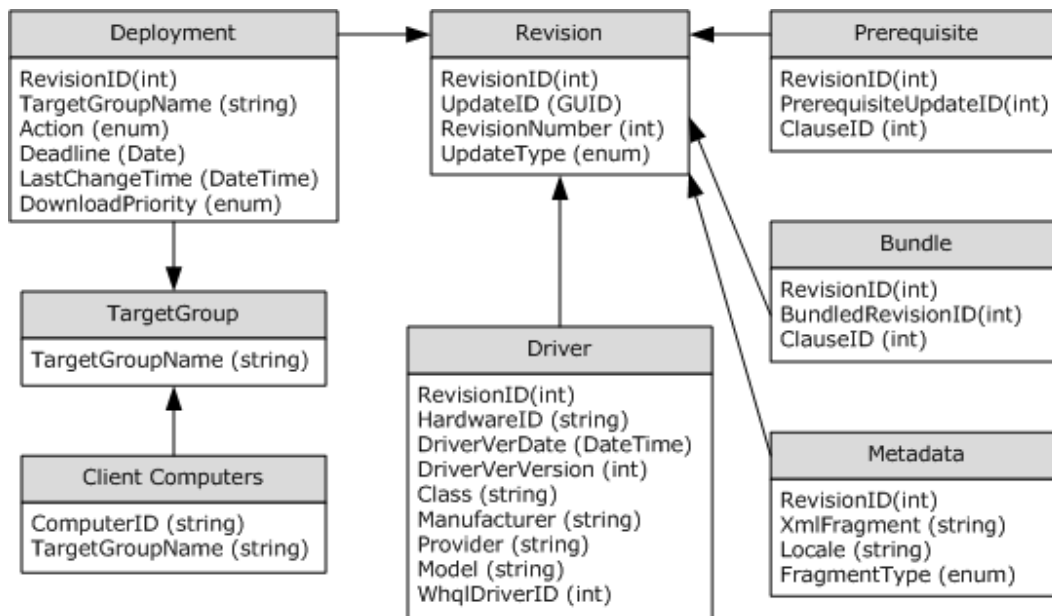 Deployment
RevisionID(int)
TargetGroupName (string)
Action (enum)
Deadline (Date)
LastChangeTime (DateTime)
DownloadPriority (enum)
Revision
RevisionID(int)
UpdateID (GUID)
RevisionNumber (int)
UpdateType (enum)
Prerequisite
RevisionID(int)
PrerequisiteUpdateID(int)
ClauseID (int)
TargetGroup
TargetGroupName (string)
Bundle
RevisionID(int)
BundledRevisionID(int)
ClauseID (int)
Client Computers
ComputerID (string)
TargetGroupName (string)
Driver
RevisionID(int)
HardwareID (string)
DriverVerDate (DateTime)
DriverVerVersion (int)
Class (string)
Manufacturer (string)
Provider (string)
Model (string)
WhqlDriverID (int)
Metadata
RevisionID(int)
XmlFragment (string)
Locale (string)
FragmentType (enum)